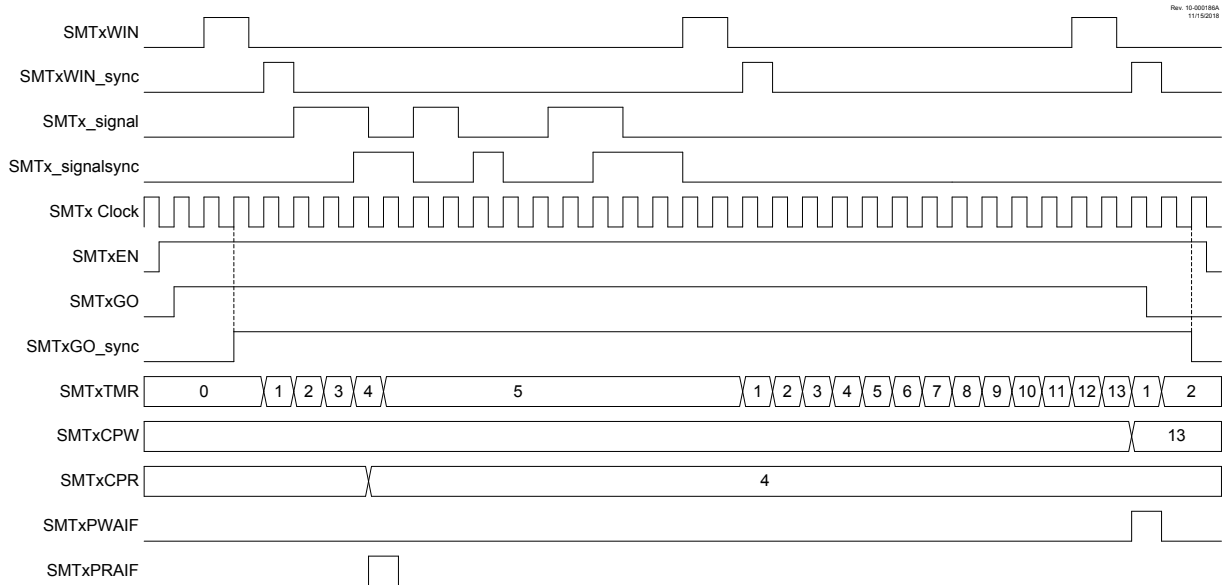 Rev. 10-000186A
11/15/2018
SMTxWIN
SMTxWIN_sync
SMTx_signal
SMTx_signalsync
SMTx Clock
SMTxEN
SMTxGO
SMTxGO_sync
SMTxTMR 0 1 2 3 4 5 1 2 3 4 5 6 7 8 9 10 11 12 13 1 2
SMTxCPW 13
SMTxCPR 4
SMTxPWAIF
SMTxPRAIF